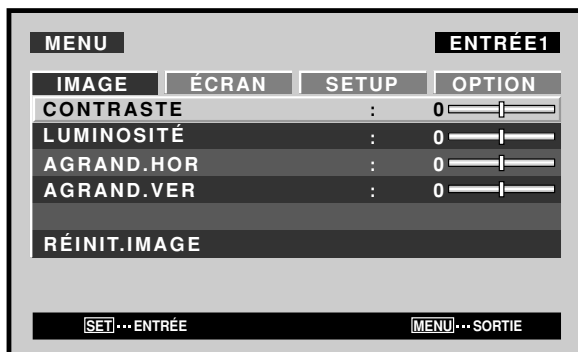 MENU ENTRÉE1
IMAGE ÉCRAN SETUP OPTION
CONTRASTE : 0
LUMINOSITÉ : 0
AGRAND.HOR : 0
AGRAND.VER : 0
RÉINIT.IMAGE
SET ··· ENTRÉE MENU ··· SORTIE